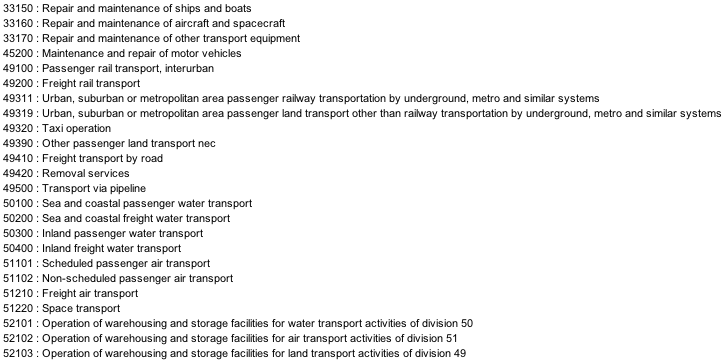 33150 : Repair and maintenance of ships and boats
33160 : Repair and maintenance of aircraft and spacecraft
33170 : Repair and maintenance of other transport equipment
45200 : Maintenance and repair of motor vehicles
49100 : Passenger rail transport, interurban
49200 : Freight rail transport
49311 : Urban, suburban or metropolitan area passenger railway transportation by underground, metro and similar systems
49319 : Urban, suburban or metropolitan area passenger land transport other than railway transportation by underground, metro and similar systems
49320 : Taxi operation
49390 : Other passenger land transport nec
49410 : Freight transport by road
49420 : Removal services
49500 : Transport via pipeline
50100 : Sea and coastal passenger water transport
50200 : Sea and coastal freight water transport
50300 : Inland passenger water transport
50400 : Inland freight water transport
51101 : Scheduled passenger air transport
51102 : Non-scheduled passenger air transport
51210 : Freight air transport
51220 : Space transport
52101 : Operation of warehousing and storage facilities for water transport activities of division 50
52102 : Operation of warehousing and storage facilities for air transport activities of division 51
52103 : Operation of warehousing and storage facilities for land transport activities of division 49